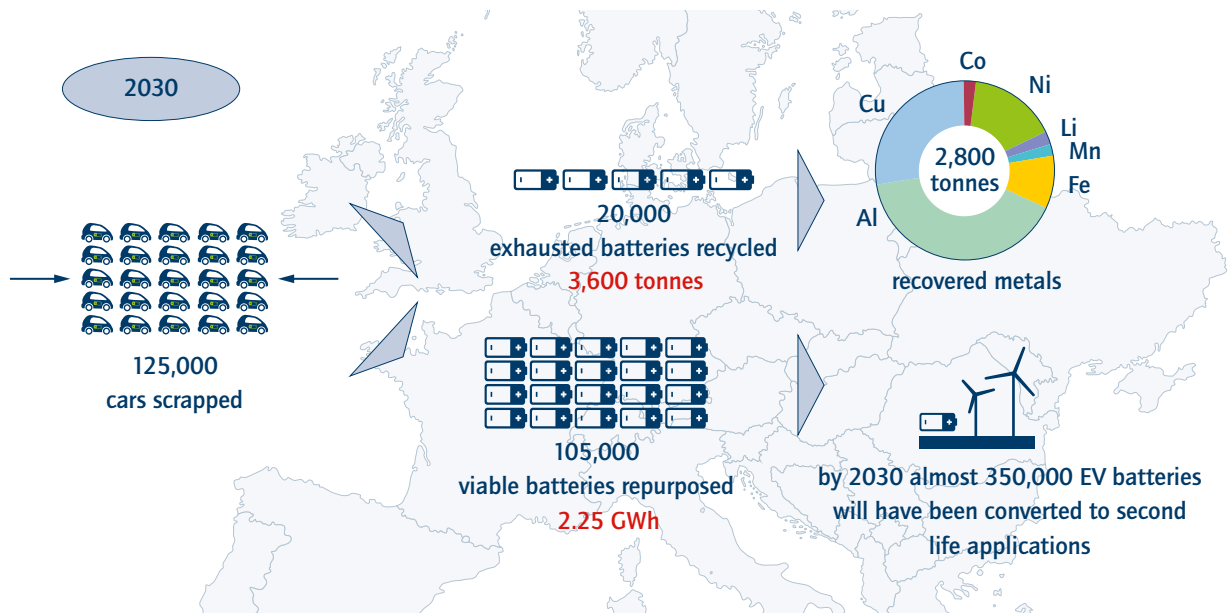 2030
125,000
cars scrapped
20,000
exhausted batteries recycled
3,600 tonnes
Co
Ni
Cu
Li
Mn
Fe
Al
2,800
tonnes
recovered metals
105,000
viable batteries repurposed
2.25 GWh
by 2030 almost 350,000 EV batteries
will have been converted to second
life applications